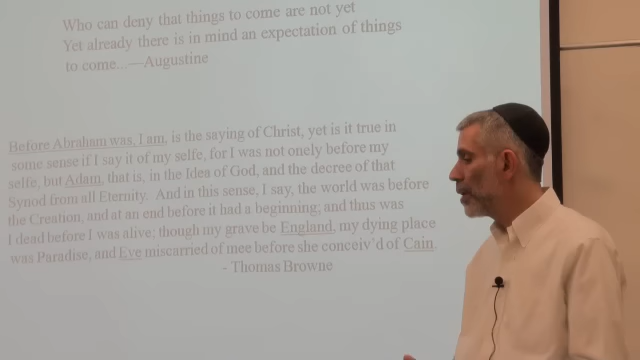 Who can deny that things to come are not yet
Yet already there is in mind an expectation of things
to come...—Augustine
Before Abraham was, I am, is the saying of Christ, yet is it true in
some sense if I say it of my selfe, for I was not onely before my
selfe, but Adam, that is, in the Idea of God, and the decree of that
Synod from all Eternity. And in this sense, I say, the world was before
the Creation, and at an end before it had a beginning; and thus was
I dead before I was alive; though my grave be England, my dying place
was Paradise, and Eve miscarried of mee before she conceiv'd of Cain.
- Thomas Browne